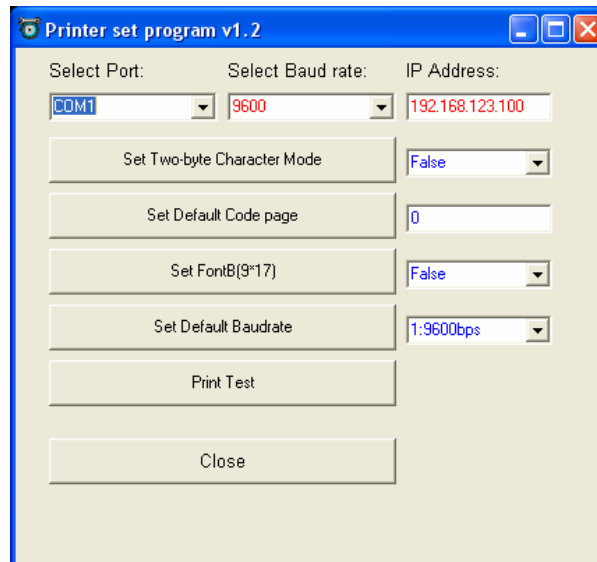 Printer set program v1.2
Select Port: Select Baud rate: IP Address:
COM1 9600 192.168.123.100
Set Two-byte Character Mode False
Set Default Code page 0
Set FontB(9*17) False
Set Default Baudrate 1:9600bps
Print Test
Close